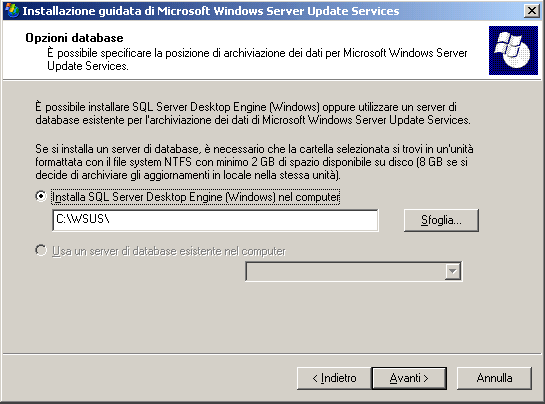 Installazione guidata di Microsoft Windows Server Update Services
Opzioni database
È possibile specificare la posizione di archiviazione dei dati per Microsoft Windows Server
Update Services.
È possibile installare SQL Server Desktop Engine (Windows) oppure utilizzare un server di
database esistente per l'archiviazione dei dati di Microsoft Windows Server Update Services.
Se si installa un server di database, è necessario che la cartella selezionata si trovi in un'unità
formattata con il file system NTFS con minimo 2 GB di spazio disponibile su disco (8 GB se si
decide di archiviare gli aggiornamenti in locale nella stessa unità).
Installa SQL Server Desktop Engine (Windows) nel computer
C:\WSUS\
Sfoglia...
Usa un server di database esistente nel computer
< Indietro
Avanti >
Annulla